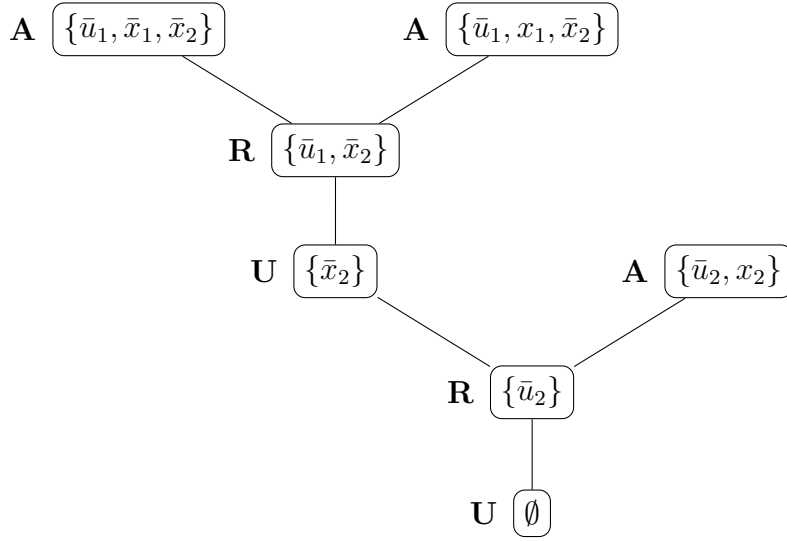 A {ū₁, x̄₁, x̄₂} A {ū₁, x₁, x̄₂}
R {ū₁, x̄₂}
U {x̄₂} A {ū₂, x₂}
R {ū₂}
U ∅